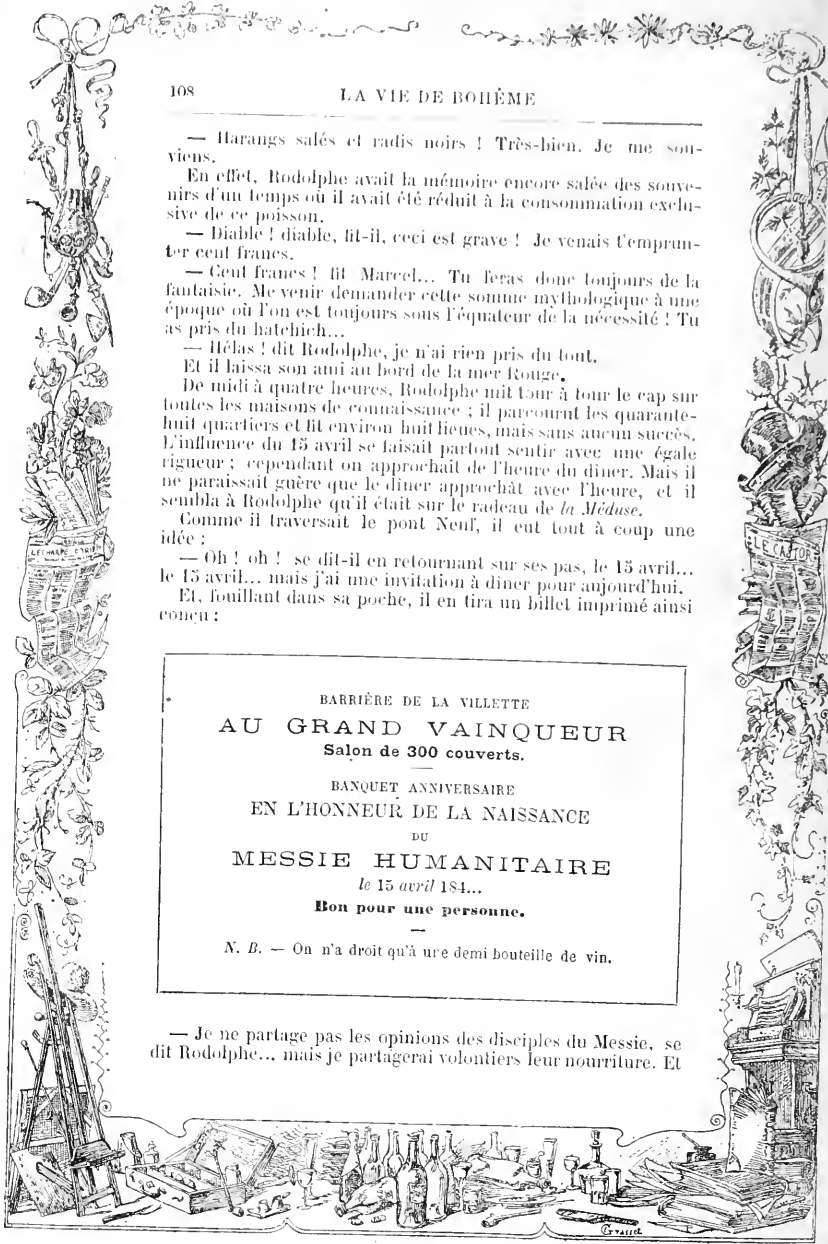 108 LA VIE DE BOHÊME
— Harangs salés et radis noirs ! Très-bien. Je me sou-
viens.
En effet, Rodolphe avait la mémoire encore salée des souve-
nirs d'un temps où il avait été réduit à la consommation exclu-
sive de ce poisson.
— Diable ! diable, fit-il, ceci est grave ! Je venais t'emprun-
ter cent francs.
— Cent francs ! fit Marcel... Tu feras donc toujours de la
fantaisie. Me venir demander cette somme mythologique à une
époque où l'on est toujours sous l'équateur de la nécessité ! Tu
as pris du hatchich...
— Hélas ! dit Rodolphe, je n'ai rien pris du tout.
Et il laissa son ami au bord de la mer Rouge.
De midi à quatre heures, Rodolphe mit tour à tour le cap sur
toutes les maisons de connaissance ; il parcourut les quarante-
huit quartiers et fit environ huit lieues, mais sans aucun succès.
L'influence du 15 avril se faisait partout sentir avec une égale
rigueur ; cependant on approchait de l'heure du dîner. Mais il
ne paraissait guère que le dîner approchât avec l'heure, et il
sembla à Rodolphe qu'il était sur le radeau de la Méduse.
Comme il traversait le pont Neuf, il eut tout à coup une
idée :
— Oh ! oh ! se dit-il en retournant sur ses pas, le 15 avril...
le 15 avril... mais j'ai une invitation à dîner pour aujourd'hui.
Et, fouillant dans sa poche, il en tira un billet imprimé ainsi
conçu :
BARRIÈRE DE LA VILLETTE
AU GRAND VAINQUEUR
Salon de 300 couverts.
BANQUET ANNIVERSAIRE
EN L'HONNEUR DE LA NAISSANCE
DU
MESSIE HUMANITAIRE
le 15 avril 184...
Bon pour une personne.
N. B. — On n'a droit qu'à une demi bouteille de vin.
— Je ne partage pas les opinions des disciples du Messie, se
dit Rodolphe... mais je partagerai volontiers leur nourriture. Et
L'ECHARPE D'IRIS
LE CASTOR
Grasset